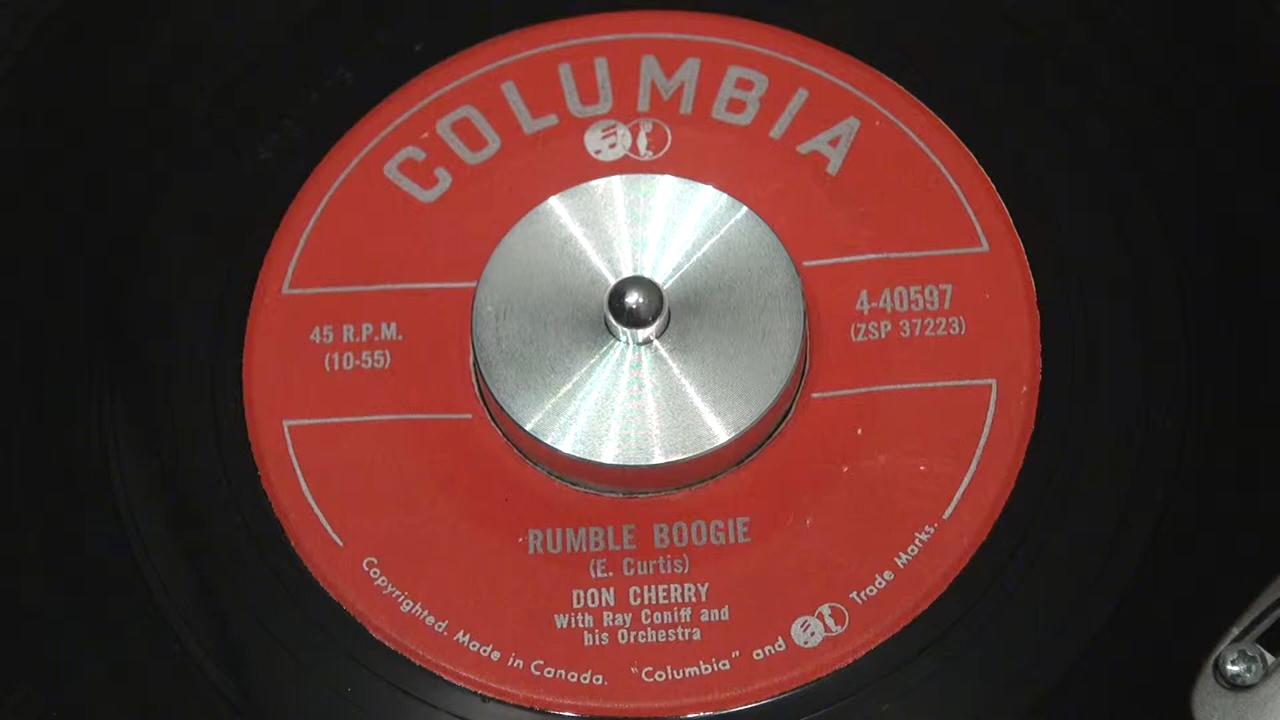 COLUMBIA
45 R.P.M.
(10-55)
4-40597
(ZSP 37223)
RUMBLE BOOGIE
(E. Curtis)
DON CHERRY
With Ray Coniff and
his Orchestra
Copyrighted. Made in Canada. "Columbia" and Trade Marks.